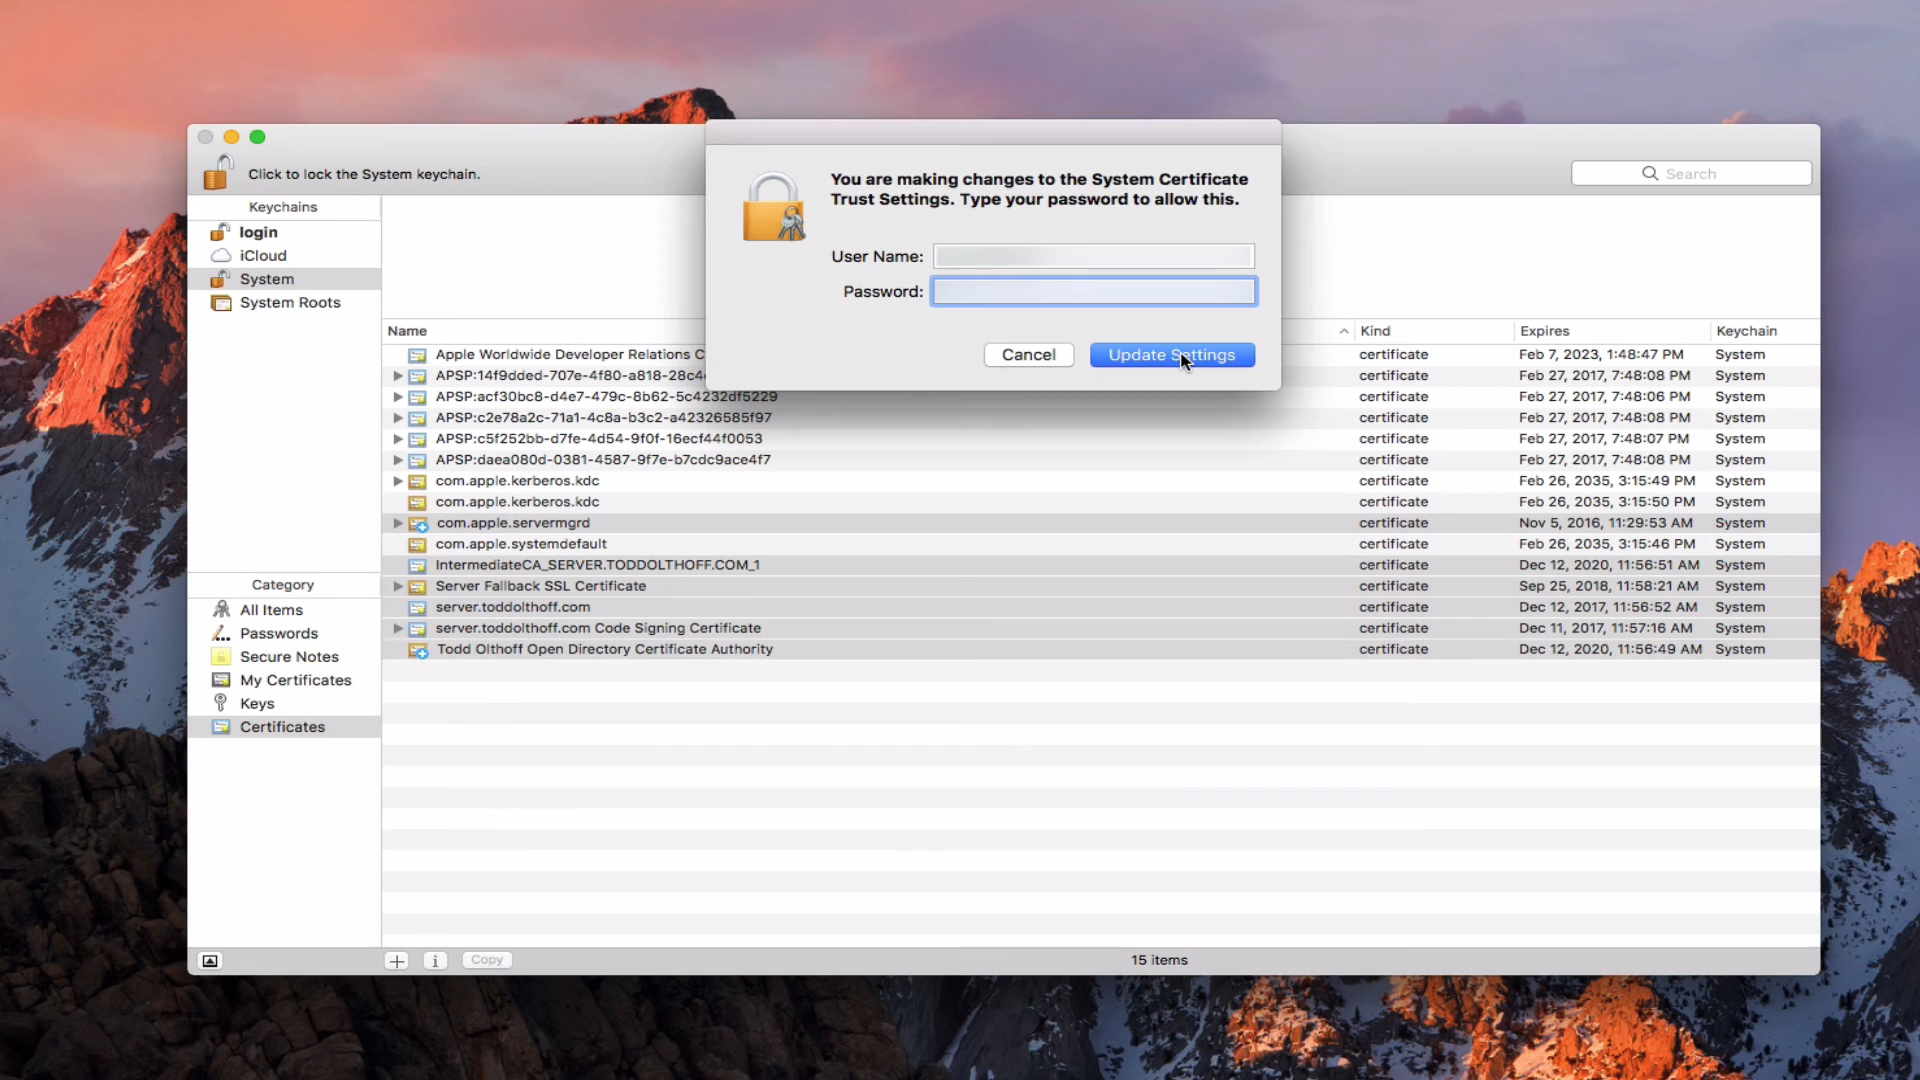 Click to lock the System keychain.
Search
You are making changes to the System Certificate
Trust Settings. Type your password to allow this.
User Name:
Password:
Cancel
Update Settings
Keychains
login
iCloud
System
System Roots
Category
All Items
Passwords
Secure Notes
My Certificates
Keys
Certificates
Name Kind Expires Keychain
Apple Worldwide Developer Relations C certificate Feb 7, 2023, 1:48:47 PM System
APSP:14f9dded-707e-4f80-a818-28c4 certificate Feb 27, 2017, 7:48:08 PM System
APSP:acf30bc8-d4e7-479c-8b62-5c4232df5229 certificate Feb 27, 2017, 7:48:06 PM System
APSP:c2e78a2c-71a1-4c8a-b3c2-a42326585f97 certificate Feb 27, 2017, 7:48:08 PM System
APSP:c5f252bb-d7fe-4d54-9f0f-16ecf44f0053 certificate Feb 27, 2017, 7:48:07 PM System
APSP:daea080d-0381-4587-9f7e-b7cdc9ace4f7 certificate Feb 27, 2017, 7:48:08 PM System
com.apple.kerberos.kdc certificate Feb 26, 2035, 3:15:49 PM System
com.apple.kerberos.kdc certificate Feb 26, 2035, 3:15:50 PM System
com.apple.servermgrd certificate Nov 5, 2016, 11:29:53 AM System
com.apple.systemdefault certificate Feb 26, 2035, 3:15:46 PM System
IntermediateCA_SERVER.TODDOLTHOFF.COM_1 certificate Dec 12, 2020, 11:56:51 AM System
Server Fallback SSL Certificate certificate Sep 25, 2018, 11:58:21 AM System
server.toddolthoff.com certificate Dec 12, 2017, 11:56:52 AM System
server.toddolthoff.com Code Signing Certificate certificate Dec 11, 2017, 11:57:16 AM System
Todd Olthoff Open Directory Certificate Authority certificate Dec 12, 2020, 11:56:49 AM System
Copy
15 items